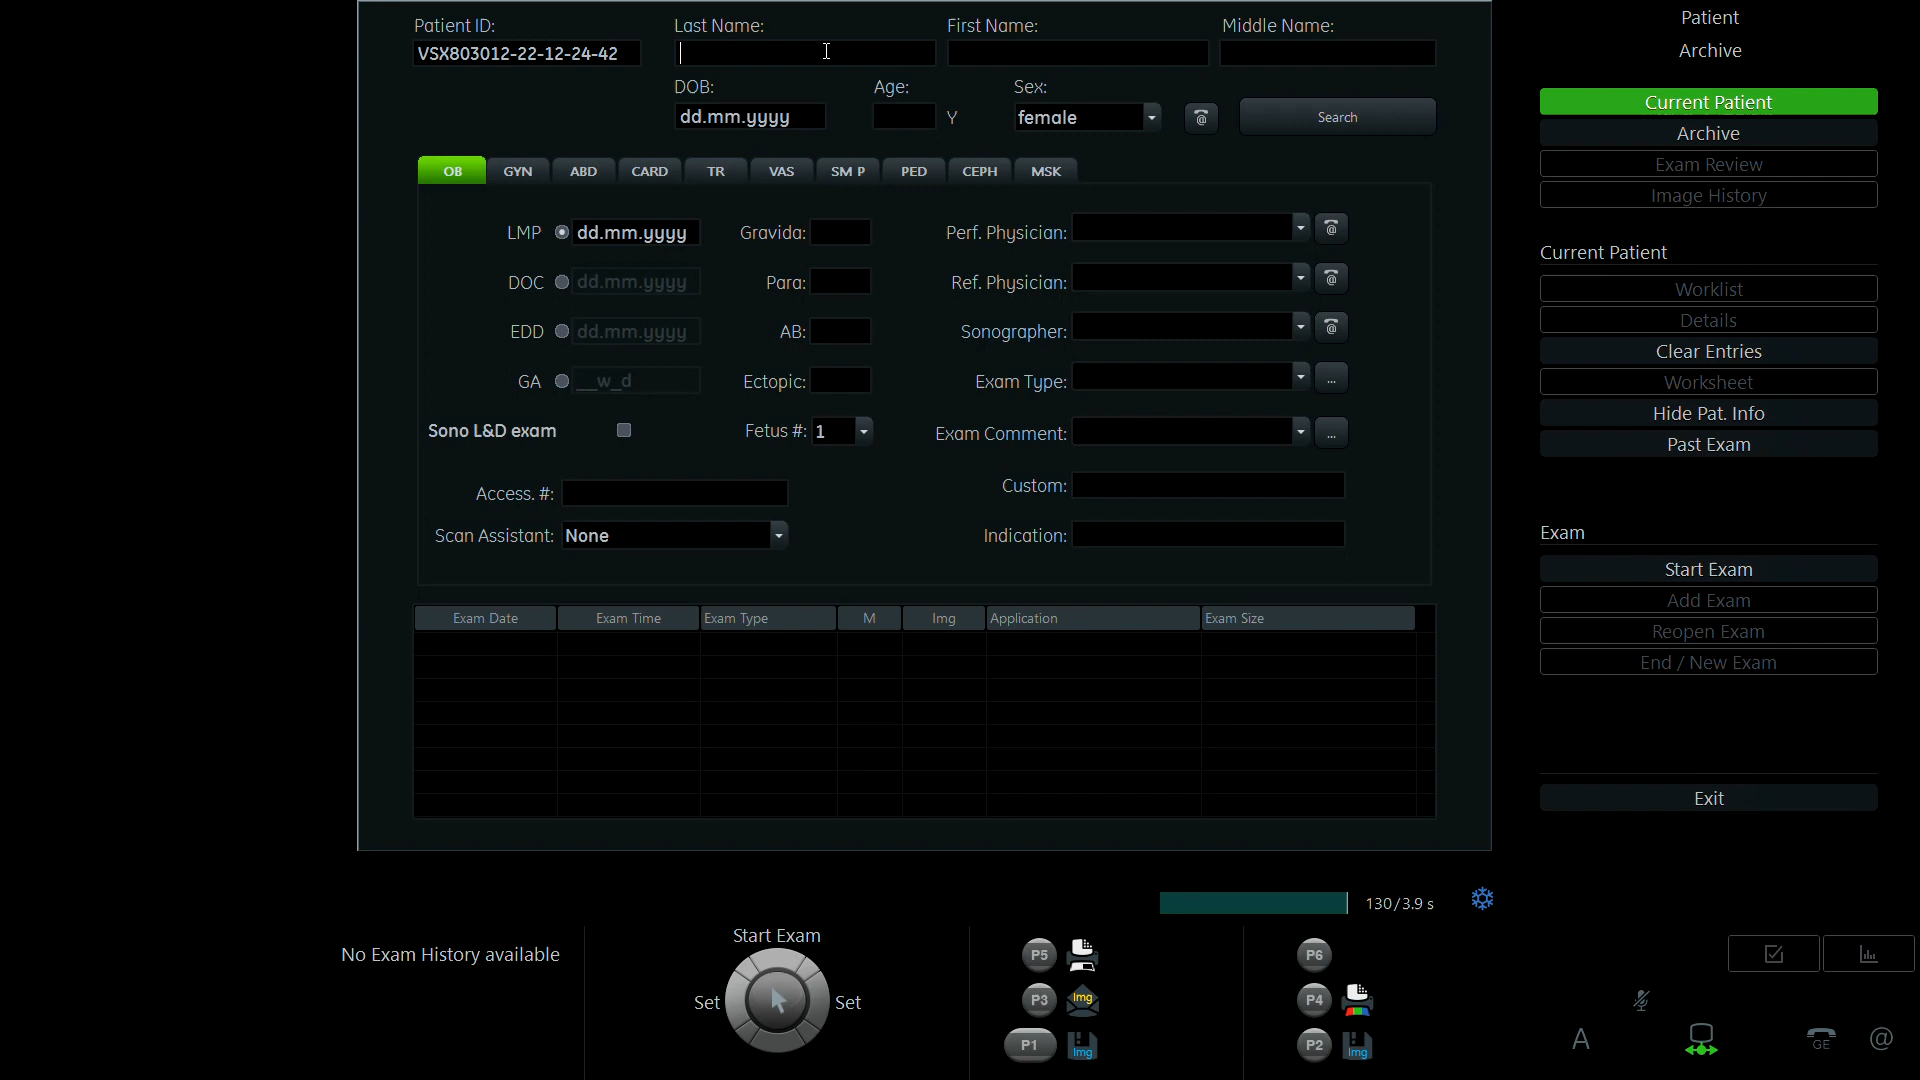 Patient ID: Last Name: First Name: Middle Name:
VSX803012-22-12-24-42
DOB: Age: Sex:
dd.mm.yyyy Y female @ Search
OB GYN ABD CARD TR VAS SM P PED CEPH MSK
LMP dd.mm.yyyy Gravida: Perf. Physician: @
DOC dd.mm.yyyy Para: Ref. Physician: @
EDD dd.mm.yyyy AB: Sonographer: @
GA __w_d Ectopic: Exam Type: ...
Sono L&D exam Fetus #: 1 Exam Comment: ...
Access. #: Custom:
Scan Assistant: None Indication:
Exam Date Exam Time Exam Type M Img Application Exam Size
130/3.9 s
No Exam History available
Start Exam
Set Set
P5
P3 Img
P1 Img
P6
P4
P2 Img
Patient
Archive
Current Patient
Archive
Exam Review
Image History
Current Patient
Worklist
Details
Clear Entries
Worksheet
Hide Pat. Info
Past Exam
Exam
Start Exam
Add Exam
Reopen Exam
End / New Exam
Exit
A GE @